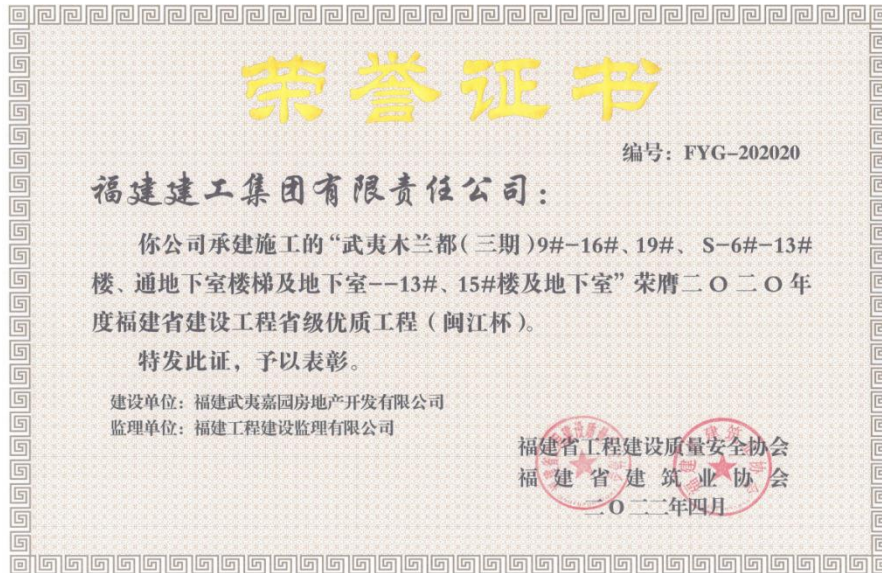 荣誉证书
编号：FYG-202020
福建建工集团有限责任公司：
你公司承建施工的“武夷木兰都（三期）9#-16#、19#、S-6#-13#
楼、通地下室楼梯及地下室--13#、15#楼及地下室”荣膺二O二O年
度福建省建设工程省级优质工程（闽江杯）。
特发此证，予以表彰。
建设单位：福建武夷嘉园房地产开发有限公司
监理单位：福建工程建设监理有限公司
福建省工程建设质量安全协会
福建省建筑业协会
二O二二年四月